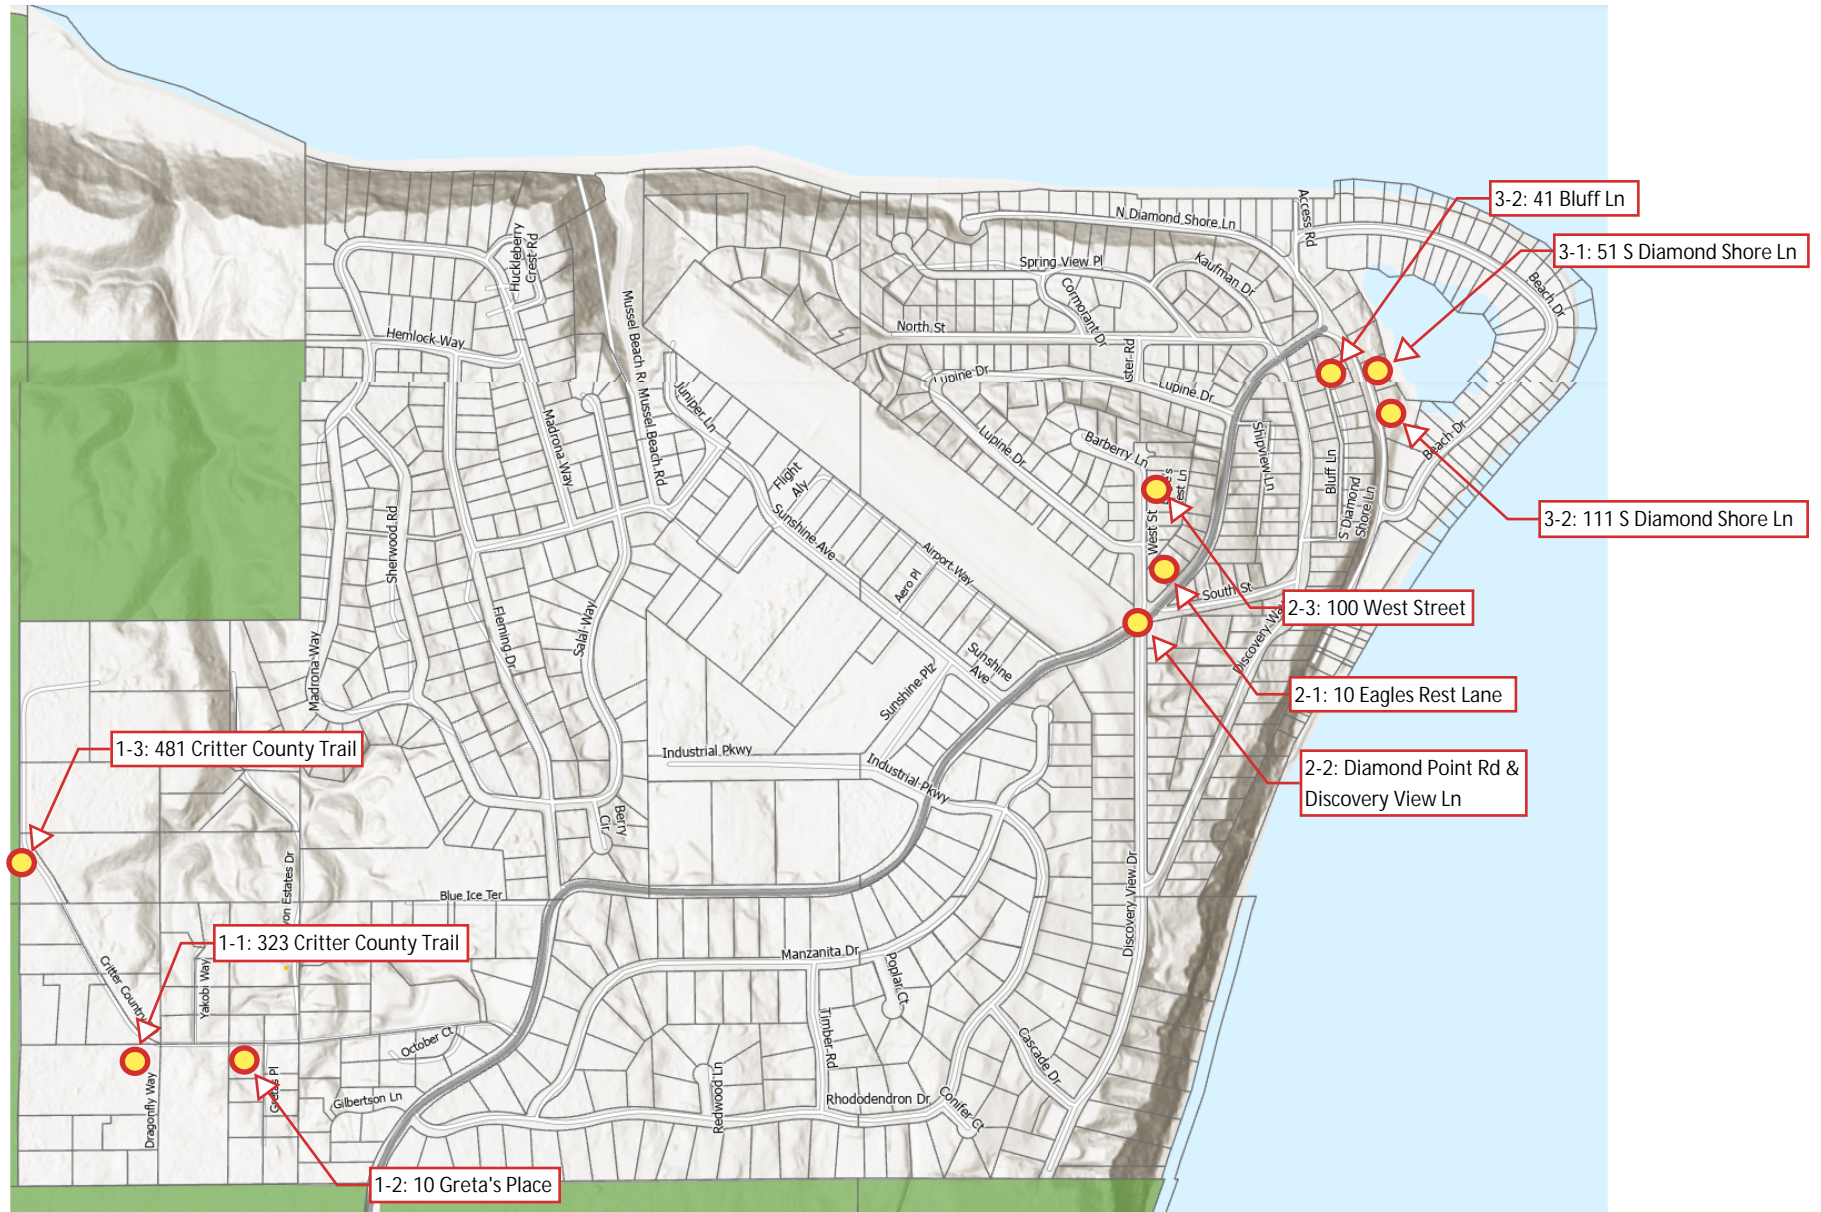 3-2: 41 Bluff Ln
3-1: 51 S Diamond Shore Ln
3-2: 111 S Diamond Shore Ln
2-3: 100 West Street
2-1: 10 Eagles Rest Lane
2-2: Diamond Point Rd &
Discovery View Ln
1-3: 481 Critter County Trail
1-1: 323 Critter County Trail
1-2: 10 Greta's Place
N Diamond Shore Ln
Access Rd
Spring View Pl
Kaufman Dr
Cormorant Dr
North St
Beach Dr
Huckleberry
Crest Rd
Hemlock Way
Mussel Beach R
Mussel Beach Rd
Juniper Ln
Lupine Dr
Lupine Dr
Lupine Dr
Barberry Ln
Shipview Ln
Bluff Ln
S Diamond
Shore Ln
Beach Dr
West St
est Ln
South St
Discovery Wa
Madrona Way
Sherwood Rd
Flight
Aly
Sunshine Ave
Airport Way
Aero Pl
Sunshine
Ave
Sunshine Plz
Madrona Way
Fleming Dr
Salal Way
Industrial Pkwy
Industrial Pkwy
Berry
Cir
Blue Ice Ter
yon Estates Dr
Discovery View Dr
Manzanita Dr
Poplar Ct
Critter Country
Yakobi Way
October Ct
Timber Rd
Cascade Dr
Dragonfly Way
Gilbertson Ln
Redwood Ln
Rhododendron Dr
Conifer Ct